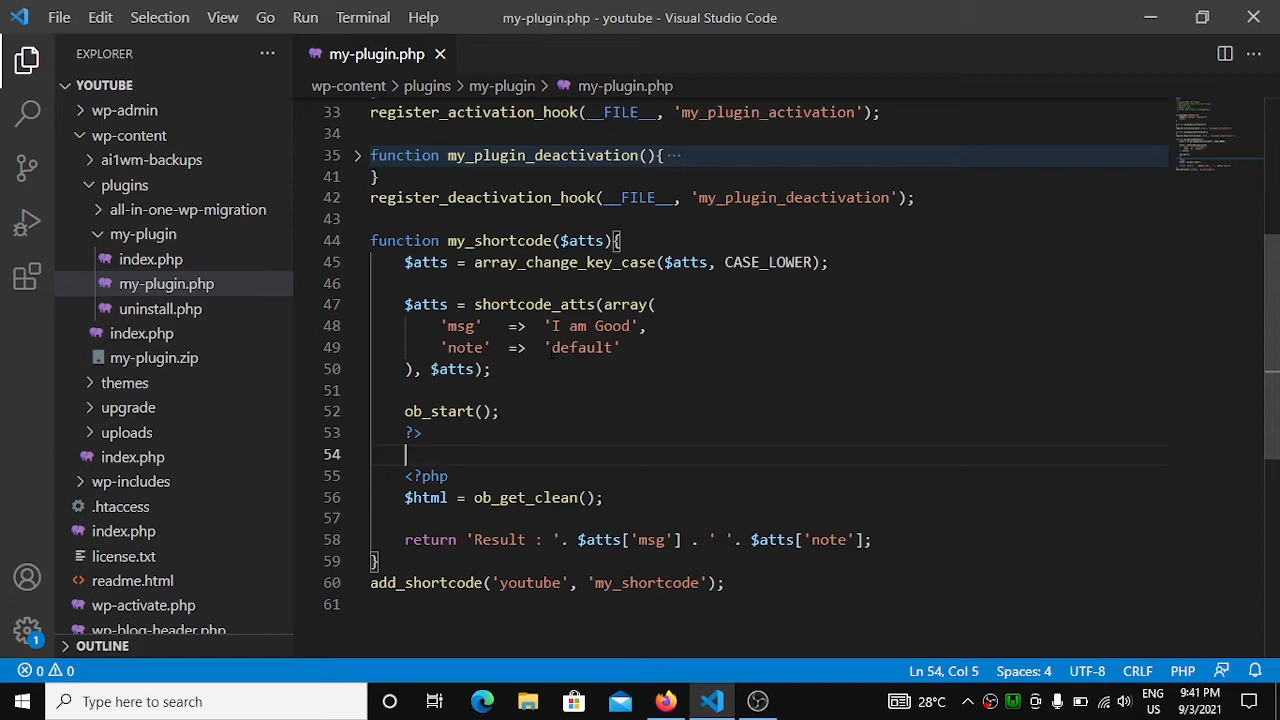 File Edit Selection View Go Run Terminal Help my-plugin.php - youtube - Visual Studio Code
EXPLORER
YOUTUBE
wp-admin
wp-content
ai1wm-backups
plugins
all-in-one-wp-migration
my-plugin
index.php
my-plugin.php
uninstall.php
index.php
my-plugin.zip
themes
upgrade
uploads
index.php
wp-includes
.htaccess
index.php
license.txt
readme.html
wp-activate.php
wp-blog-header.php
OUTLINE
my-plugin.php
wp-content > plugins > my-plugin > my-plugin.php
33 register_activation_hook(__FILE__, 'my_plugin_activation');
34
35 function my_plugin_deactivation(){ ···
41 }
42 register_deactivation_hook(__FILE__, 'my_plugin_deactivation');
43
44 function my_shortcode($atts){
45 $atts = array_change_key_case($atts, CASE_LOWER);
46
47 $atts = shortcode_atts(array(
48 'msg' => 'I am Good',
49 'note' => 'default'
50 ), $atts);
51
52 ob_start();
53 ?>
54
55 <?php
56 $html = ob_get_clean();
57
58 return 'Result : '. $atts['msg'] . ' '. $atts['note'];
59 }
60 add_shortcode('youtube', 'my_shortcode');
61
1
0 0 Ln 54, Col 5 Spaces: 4 UTF-8 CRLF PHP
Type here to search 28°C ENG US 9:41 PM 9/3/2021